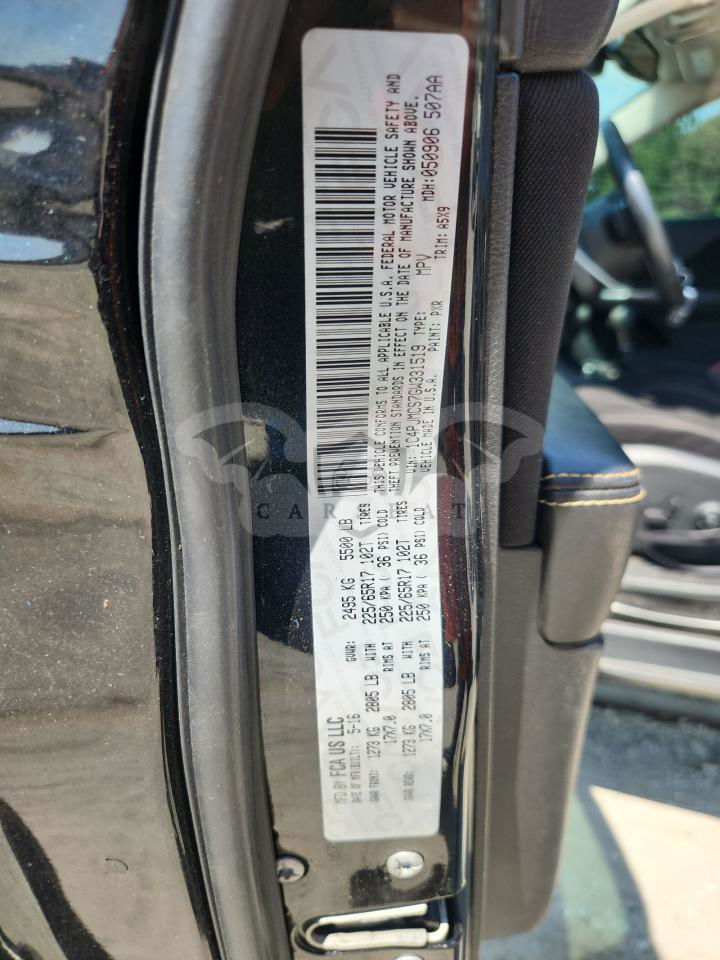 MFD BY FCA US LLC
DATE OF MFR(BUILT): 5-16 GVWR: 2495 KG 5500 LB
GAWR FRONT: 1273 KG 2805 LB WITH 225/65R17 102T TIRES
17X7.0 RIMS AT 250 KPA ( 36 PSI) COLD
GAWR REAR: 1273 KG 2805 LB WITH 225/65R17 102T TIRES
17X7.0 RIMS AT 250 KPA ( 36 PSI) COLD
THIS VEHICLE CONFORMS TO ALL APPLICABLE U.S.A. FEDERAL MOTOR VEHICLE SAFETY AND
THEFT PREVENTION STANDARDS IN EFFECT ON THE DATE OF MANUFACTURE SHOWN ABOVE.
VIN: 1C4PJMCS7GW331519 TYPE: MPV MDH:050906 507AA
VEHICLE MADE IN U.S.A. PAINT: PXR TRIM: A5X9